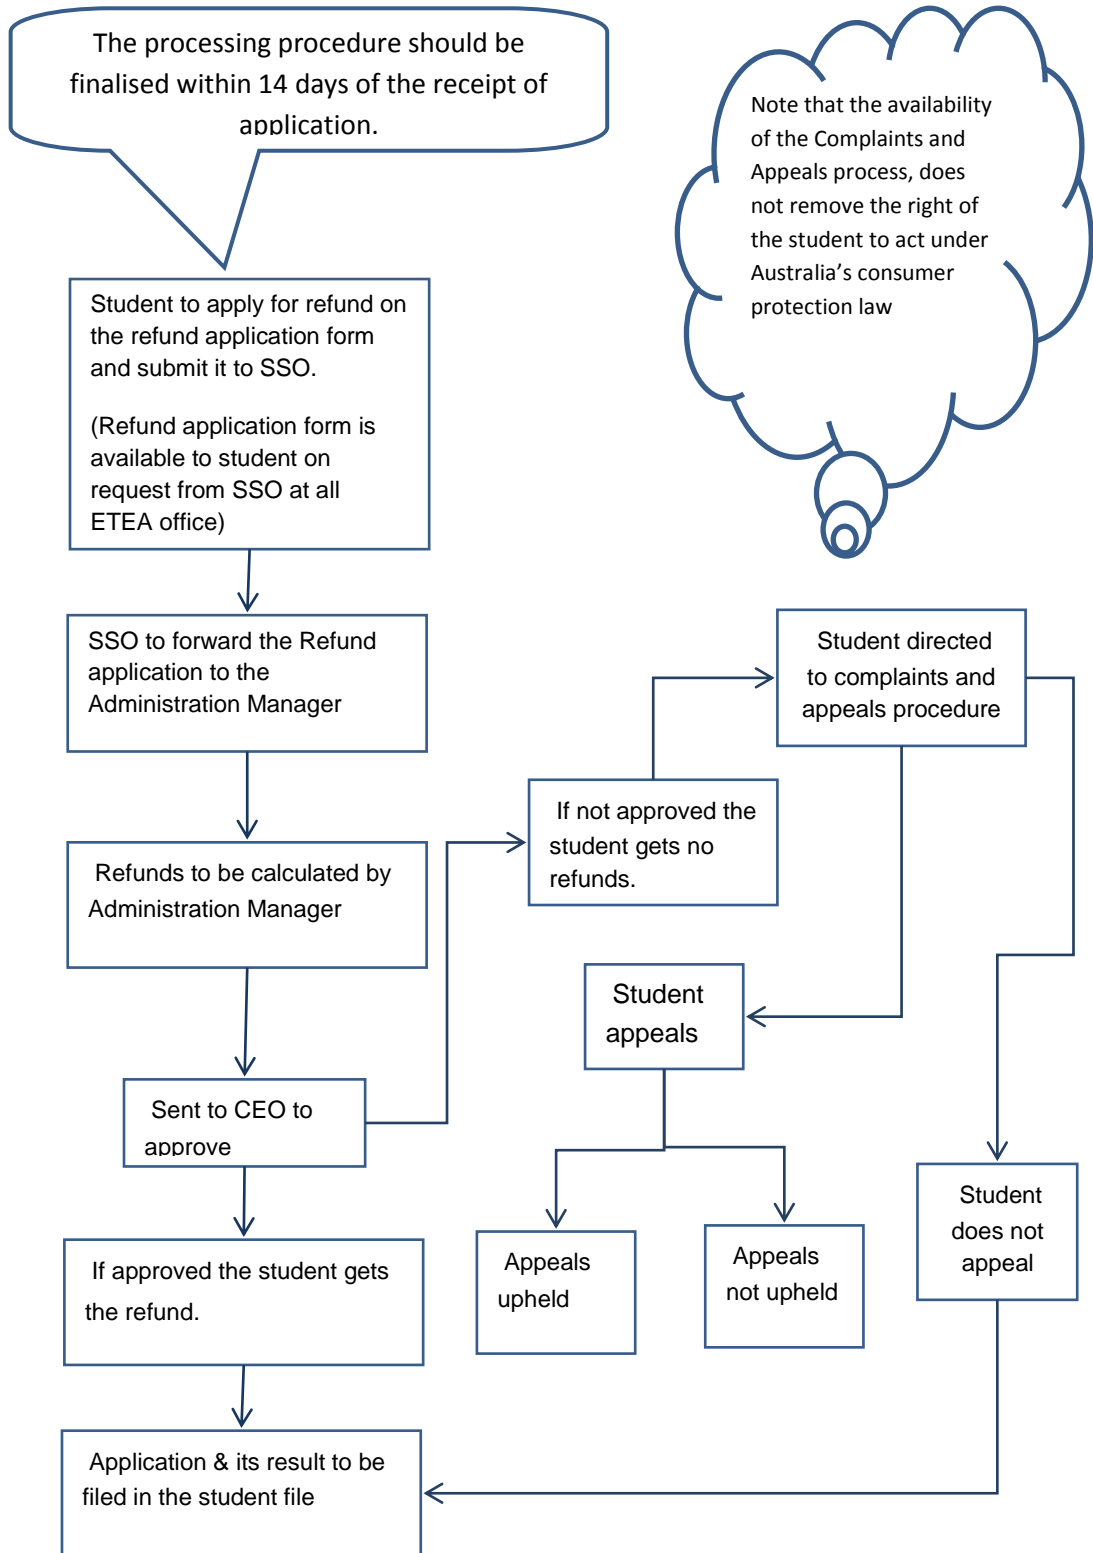 The processing procedure should be
finalised within 14 days of the receipt of
application.
Note that the availability
of the Complaints and
Appeals process, does
not remove the right of
the student to act under
Australia's consumer
protection law
Student to apply for refund on
the refund application form
and submit it to SSO.
(Refund application form is
available to student on
request from SSO at all
ETEA office)
SSO to forward the Refund
application to the
Administration Manager
Student directed
to complaints and
appeals procedure
If not approved the
student gets no
refunds.
Refunds to be calculated by
Administration Manager
Student
appeals
Sent to CEO to
approve
Student
does not
appeal
If approved the student gets
the refund.
Appeals
upheld
Appeals
not upheld
Application & its result to be
filed in the student file